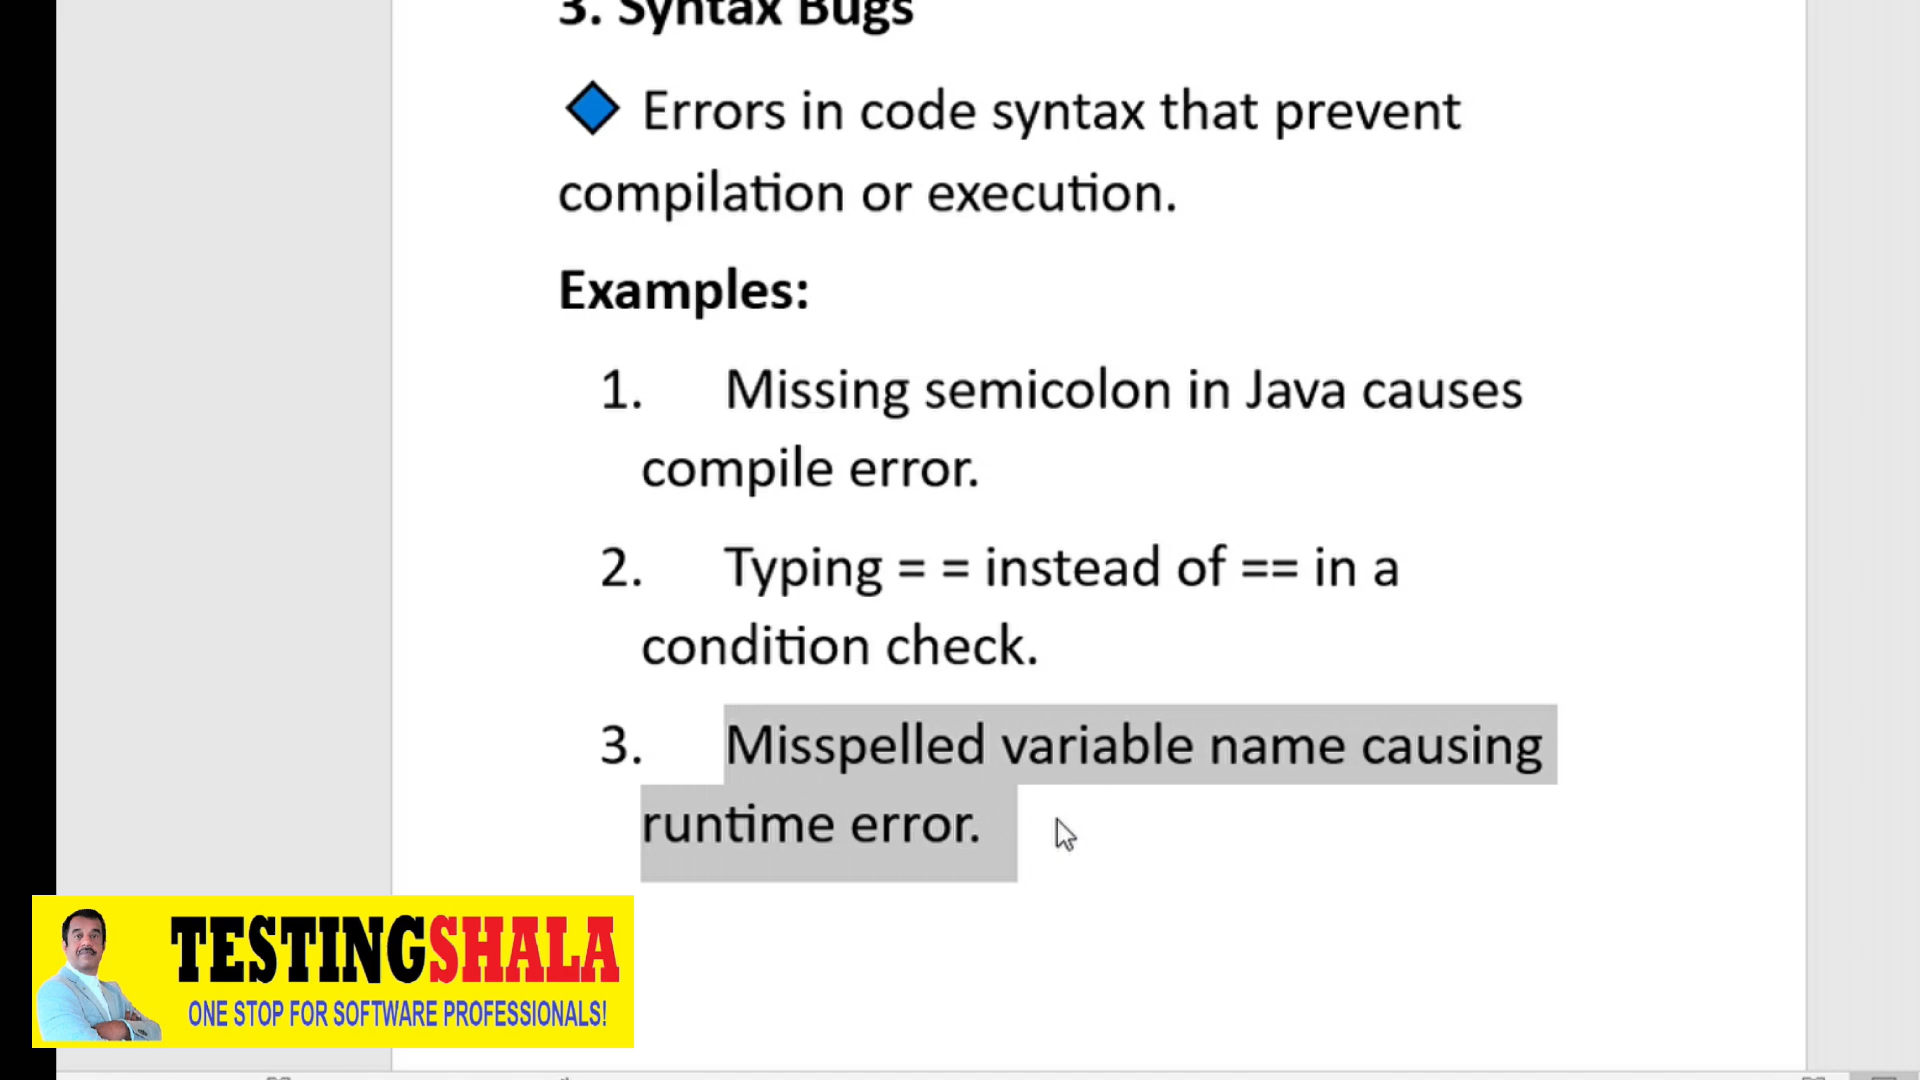 3. Syntax Bugs
Errors in code syntax that prevent
compilation or execution.
Examples:
1. Missing semicolon in Java causes
compile error.
2. Typing = = instead of == in a
condition check.
3. Misspelled variable name causing
runtime error.
TESTINGSHALA
ONE STOP FOR SOFTWARE PROFESSIONALS!